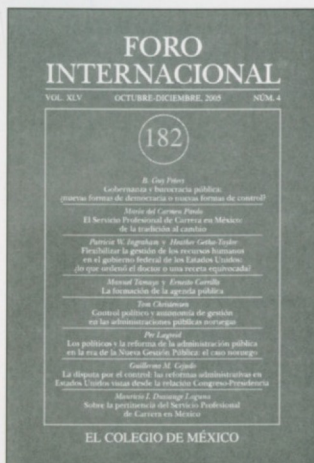 FORO
INTERNACIONAL
VOL. XLV OCTUBRE-DICIEMBRE, 2005 NÚM. 4
182
B. Guy Peters
Gobernanza y burocracia pública:
¿nuevas formas de democracia o nuevas formas de control?
María del Carmen Pardo
El Servicio Profesional de Carrera en México:
de la tradición al cambio
Patricia W. Ingraham y Heather Getha-Taylor
Flexibilizar la gestión de los recursos humanos
en el gobierno federal de los Estados Unidos:
¿lo que ordenó el doctor o una receta equivocada?
Manuel Tamayo y Ernesto Carrillo
La formación de la agenda pública
Tom Christensen
Control político y autonomía de gestión
en las administraciones públicas noruegas
Per Lægreid
Los políticos y la reforma de la administración pública
en la era de la Nueva Gestión Pública: el caso noruego
Guillermo M. Cejudo
La disputa por el control: las reformas administrativas en
Estados Unidos vistas desde la relación Congreso-Presidencia
Mauricio I. Dussauge Laguna
Sobre la pertinencia del Servicio Profesional
de Carrera en México
EL COLEGIO DE MÉXICO